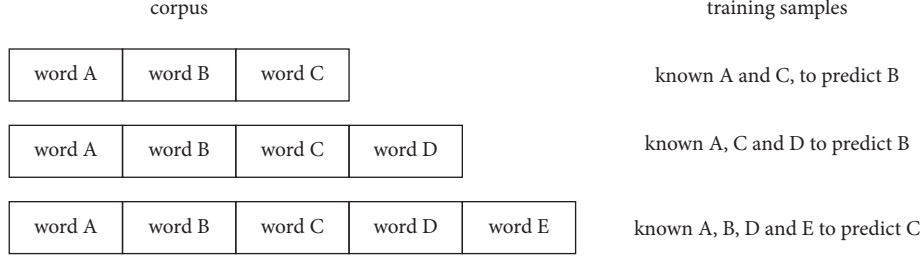 corpus training samples
word A word B word C known A and C, to predict B
word A word B word C word D known A, C and D to predict B
word A word B word C word D word E known A, B, D and E to predict C